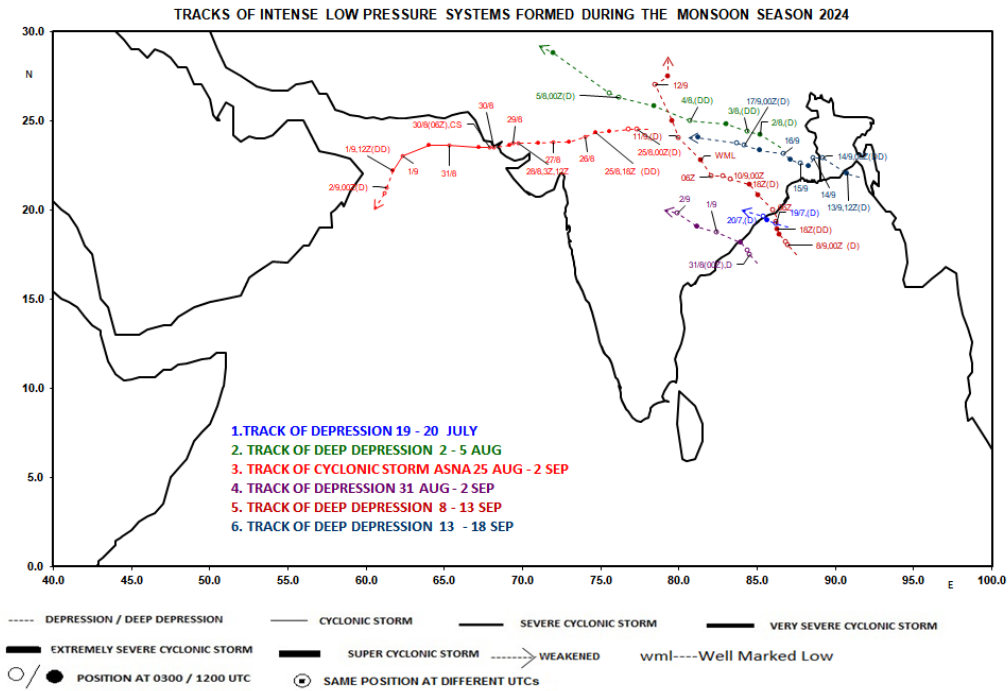 TRACKS OF INTENSE LOW PRESSURE SYSTEMS FORMED DURING THE MONSOON SEASON 2024
30.0
N
25.0
20.0
15.0
10.0
5.0
0.0
40.0 45.0 50.0 55.0 60.0 65.0 70.0 75.0 80.0 85.0 90.0 95.0 100.0
E
12/9
5/8,00Z(D)
4/8,(DD)
17/9,00Z(D)
3/8,(DD)
2/8,(D)
30/8
30/8(06Z),CS
29/8
11/9,(D)
25/8,00Z(D)
16/9
1/9,12Z(DD)
1/9
31/8
27/8
28/8,3Z,12Z
26/8
25/8,18Z (DD)
WML
06Z
10/9,00Z
18Z(D)
15/9
14/9
13/9,12Z(D)
2/9,00Z(D)
2/9
1/9
20/7,(D)
19/7,(D)
18Z(DD)
8/9,00Z (D)
31/8(00Z),D
1.TRACK OF DEPRESSION 19 - 20 JULY
2. TRACK OF DEEP DEPRESSION 2 - 5 AUG
3. TRACK OF CYCLONIC STORM ASNA 25 AUG - 2 SEP
4. TRACK OF DEPRESSION 31 AUG - 2 SEP
5. TRACK OF DEEP DEPRESSION 8 - 13 SEP
6. TRACK OF DEEP DEPRESSION 13 - 18 SEP
DEPRESSION / DEEP DEPRESSION
CYCLONIC STORM
SEVERE CYCLONIC STORM
VERY SEVERE CYCLONIC STORM
EXTREMELY SEVERE CYCLONIC STORM
SUPER CYCLONIC STORM
WEAKENED
wml----Well Marked Low
POSITION AT 0300 / 1200 UTC
SAME POSITION AT DIFFERENT UTCs